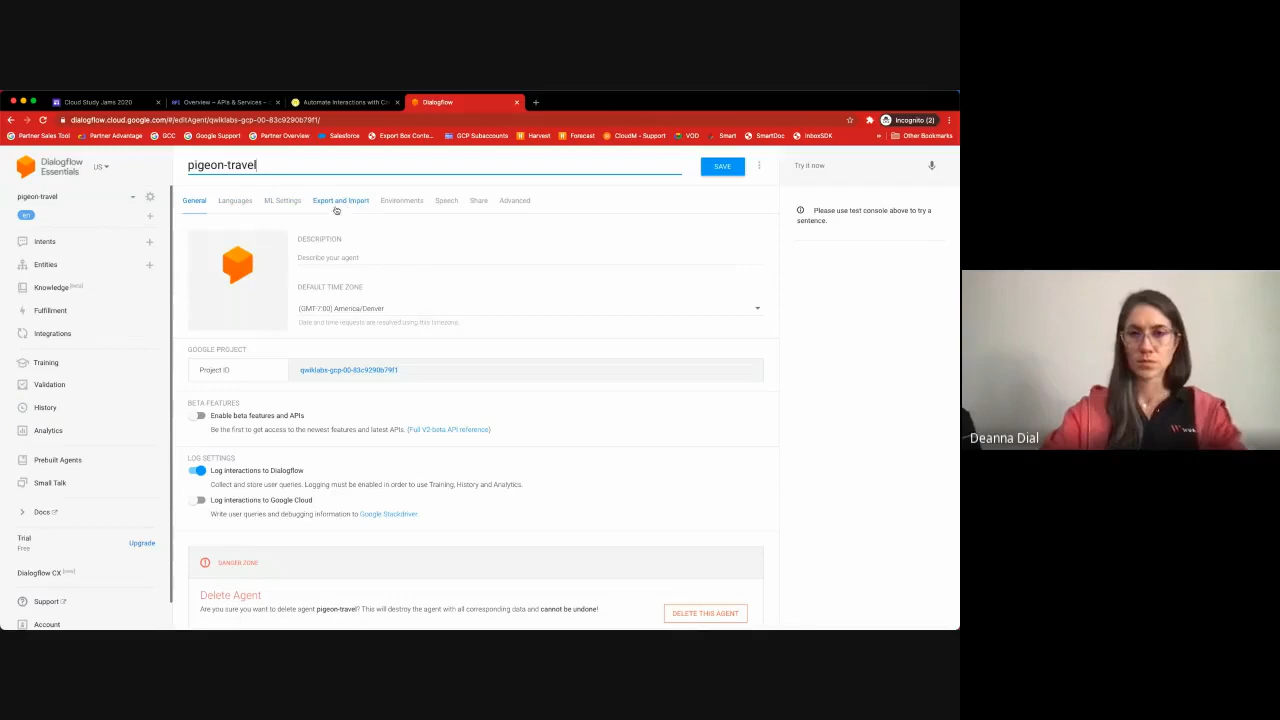 Cloud Study Jams 2020
Overview – APIs & Services -
Automate Interactions with C
Dialogflow
dialogflow.cloud.google.com/#/editAgent/qwiklabs-gcp-00-83c9290b79f1/
Incognito (2)
Partner Sales Tool
Partner Advantage
GCC
Google Support
Partner Overview
Salesforce
Export Box Conte...
GCP Subaccounts
Harvest
Forecast
CloudM - Support
VOD
Smart
SmartDoc
InboxSDK
»
Other Bookmarks
Dialogflow
Essentials
US
pigeon-travel
SAVE
Try it now
pigeon-travel
en
General
Languages
ML Settings
Export and Import
Environments
Speech
Share
Advanced
Please use test console above to try a
sentence.
Intents
Entities
Knowledge [beta]
Fulfillment
Integrations
Training
Validation
History
Analytics
Prebuilt Agents
Small Talk
Docs
Trial
Free
Upgrade
Dialogflow CX [new]
Support
Account
DESCRIPTION
Describe your agent
DEFAULT TIME ZONE
(GMT-7:00) America/Denver
Date and time requests are resolved using this timezone.
GOOGLE PROJECT
Project ID
qwiklabs-gcp-00-83c9290b79f1
BETA FEATURES
Enable beta features and APIs
Be the first to get access to the newest features and latest APIs. (Full V2-beta API reference)
LOG SETTINGS
Log interactions to Dialogflow
Collect and store user queries. Logging must be enabled in order to use Training, History and Analytics.
Log interactions to Google Cloud
Write user queries and debugging information to Google Stackdriver
DANGER ZONE
Delete Agent
Are you sure you want to delete agent pigeon-travel? This will destroy the agent with all corresponding data and cannot be undone!
DELETE THIS AGENT
Deanna Dial